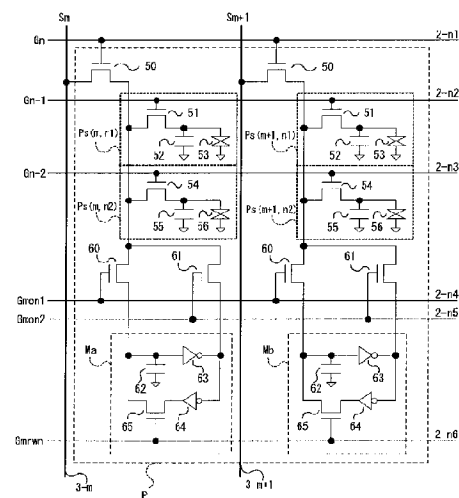 Sm Sm+1
Gn 2-n1
50 50
Gn-1 2-n2
51 51
Ps(m,n1) Ps(m+1,n1)
52 53 52 53
Gn-2 2-n3
54 54
Ps(m,n2) Ps(m+1,n2)
55 56 55 56
60 61 60 61
Gmon1 2-n4
Gmon2 2-n5
Ma Mb
62 63 62 63
65 64 65 64
Gmrwn 2-n6
3-m 3-m+1
P